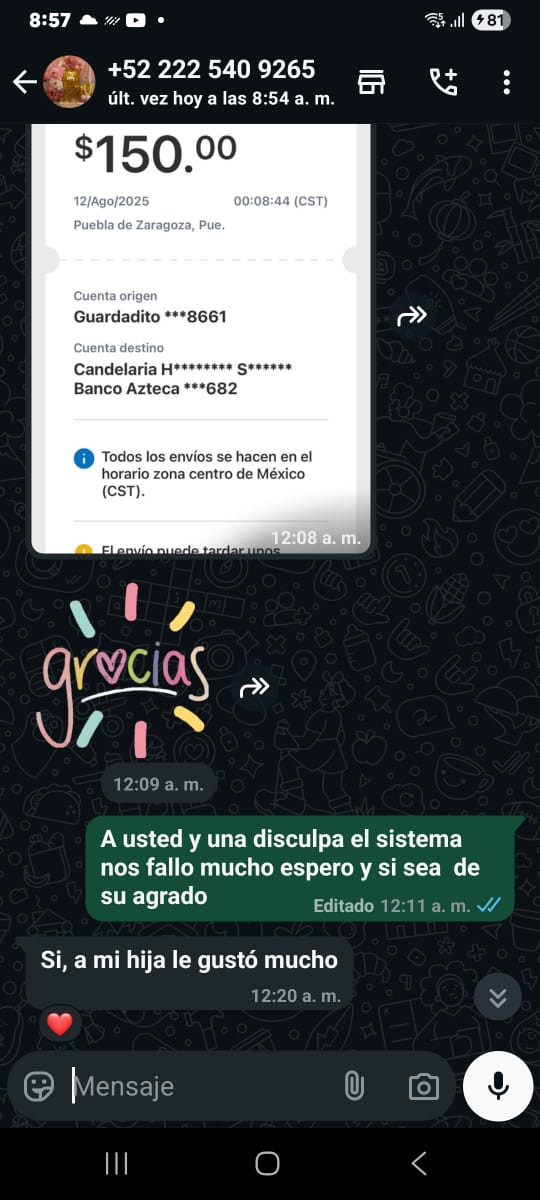 8:57
5
81
+52 222 540 9265
últ. vez hoy a las 8:54 a. m.
$150.00
12/Ago/2025 00:08:44 (CST)
Puebla de Zaragoza, Pue.
Cuenta origen
Guardadito ***8661
Cuenta destino
Candelaria H******** S******
Banco Azteca ***682
Todos los envíos se hacen en el
horario zona centro de México
(CST).
El envío puede tardar unos
12:08 a. m.
gracias
12:09 a. m.
A usted y una disculpa el sistema
nos fallo mucho espero y si sea de
su agrado
Editado 12:11 a. m.
Si, a mi hija le gustó mucho
12:20 a. m.
Mensaje